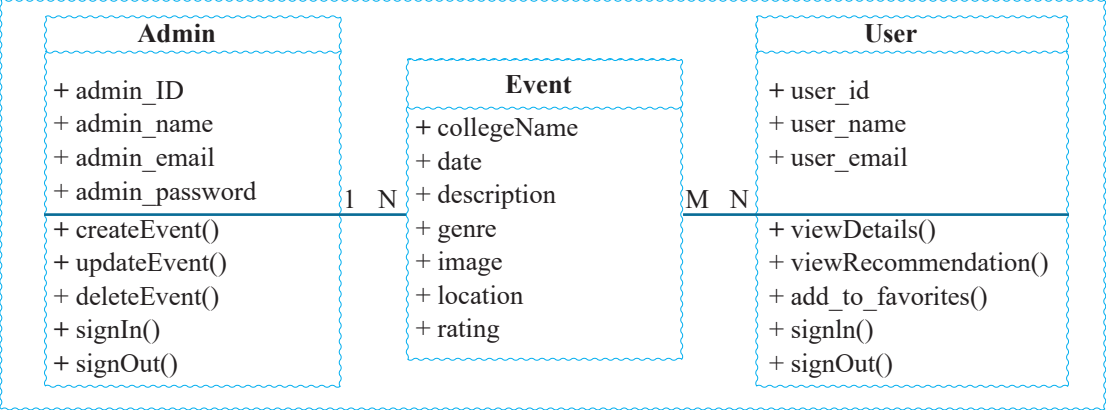 Admin
+ admin_ID
+ admin_name
+ admin_email
+ admin_password
+ createEvent()
+ updateEvent()
+ deleteEvent()
+ signIn()
+ signOut()
1 N
Event
+ collegeName
+ date
+ description
+ genre
+ image
+ location
+ rating
M N
User
+ user_id
+ user_name
+ user_email
+ viewDetails()
+ viewRecommendation()
+ add_to_favorites()
+ signln()
+ signOut()